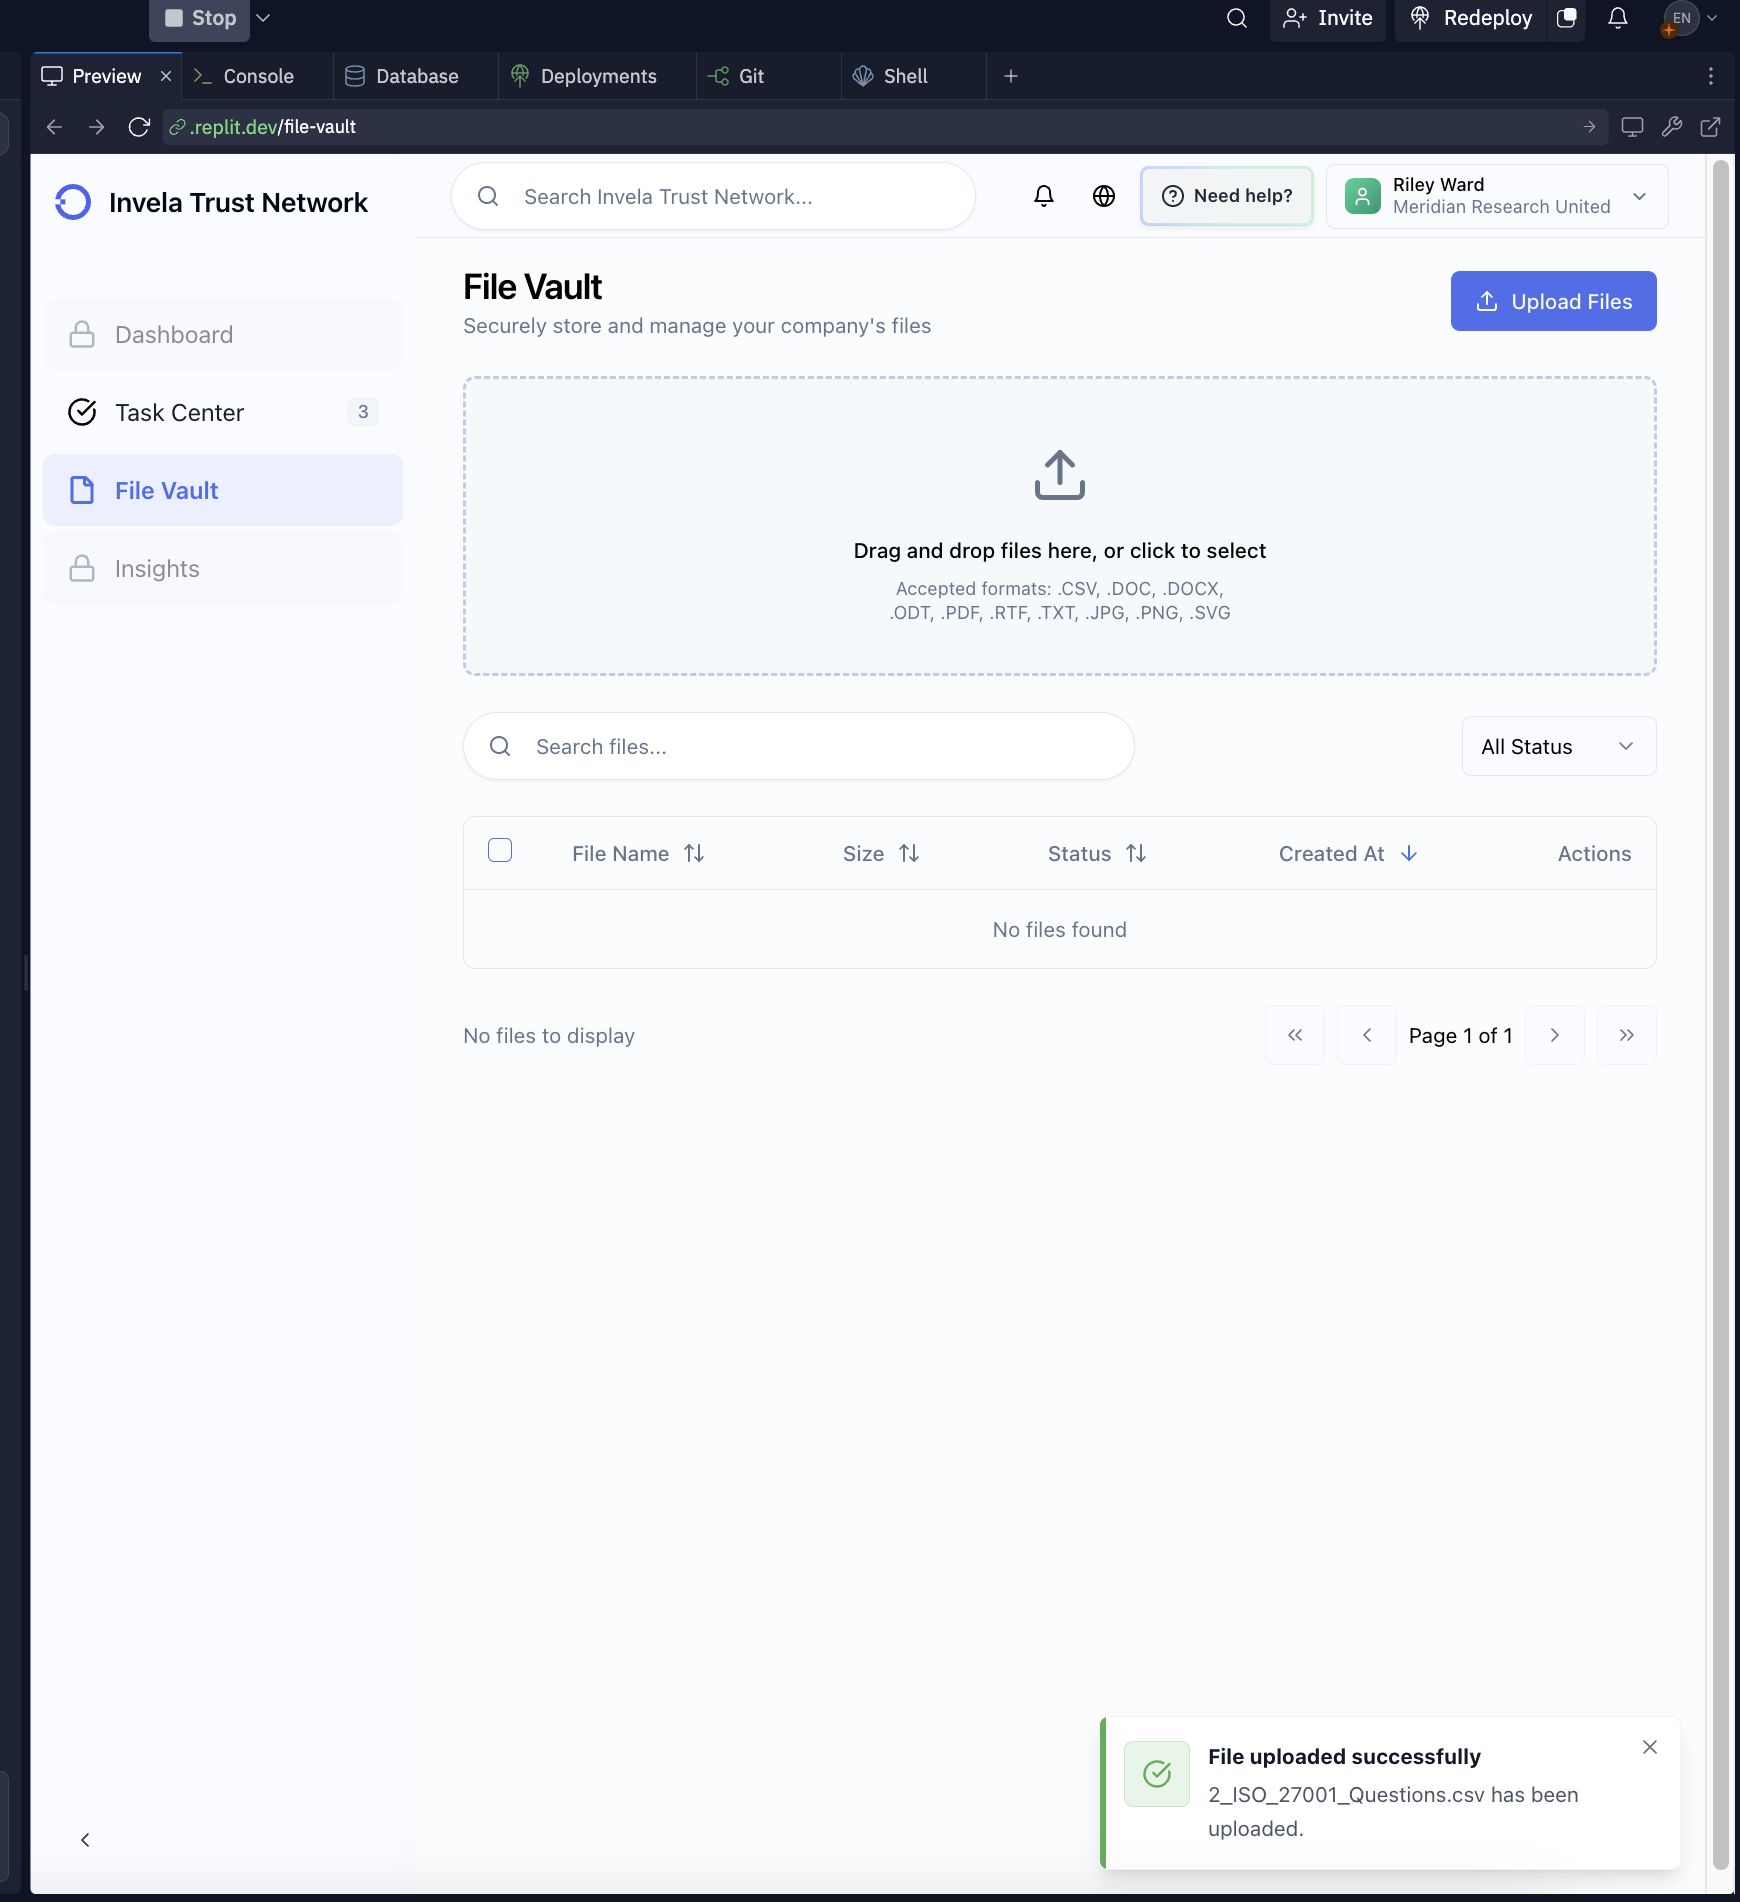 Stop
Invite
Redeploy
EN
Preview
Console
Database
Deployments
Git
Shell
.replit.dev/file-vault
Invela Trust Network
Search Invela Trust Network...
Need help?
Riley Ward
Meridian Research United
Dashboard
Task Center
3
File Vault
Insights
File Vault
Securely store and manage your company's files
Upload Files
Drag and drop files here, or click to select
Accepted formats: .CSV, .DOC, .DOCX,
.ODT, .PDF, .RTF, .TXT, .JPG, .PNG, .SVG
Search files...
All Status
File Name
Size
Status
Created At
Actions
No files found
No files to display
Page 1 of 1
File uploaded successfully
2_ISO_27001_Questions.csv has been
uploaded.